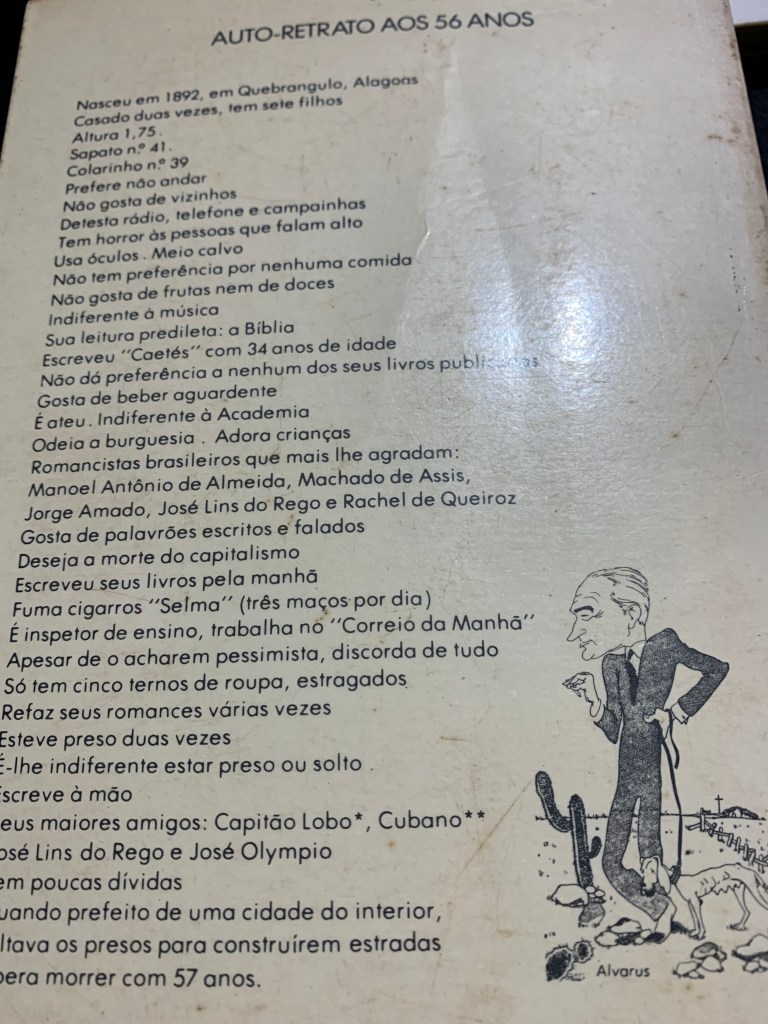 AUTO-RETRATO AOS 56 ANOS
Nasceu em 1892, em Quebrangulo, Alagoas
Casado duas vezes, tem sete filhos
Altura 1,75.
Sapato n.º 41.
Colarinho n.º 39
Prefere não andar
Não gosta de vizinhos
Detesta rádio, telefone e campainhas
Tem horror às pessoas que falam alto
Usa óculos. Meio calvo
Não tem preferência por nenhuma comida
Não gosta de frutas nem de doces
Indiferente à música
Sua leitura predileta: a Bíblia
Escreveu "Caetés" com 34 anos de idade
Não dá preferência a nenhum dos seus livros publicados
Gosta de beber aguardente
É ateu. Indiferente à Academia
Odeia a burguesia. Adora crianças
Romancistas brasileiros que mais lhe agradam:
Manoel Antônio de Almeida, Machado de Assis,
Jorge Amado, José Lins do Rego e Rachel de Queiroz
Gosta de palavrões escritos e falados
Deseja a morte do capitalismo
Escreveu seus livros pela manhã
Fuma cigarros "Selma" (três maços por dia)
É inspetor de ensino, trabalha no "Correio da Manhã"
Apesar de o acharem pessimista, discorda de tudo
Só tem cinco ternos de roupa, estragados
Refaz seus romances várias vezes
Esteve preso duas vezes
É-lhe indiferente estar preso ou solto.
Escreve à mão
eus maiores amigos: Capitão Lobo*, Cubano**
osé Lins do Rego e José Olympio
em poucas dívidas
uando prefeito de uma cidade do interior,
ltava os presos para construírem estradas
pera morrer com 57 anos.
Alvarus